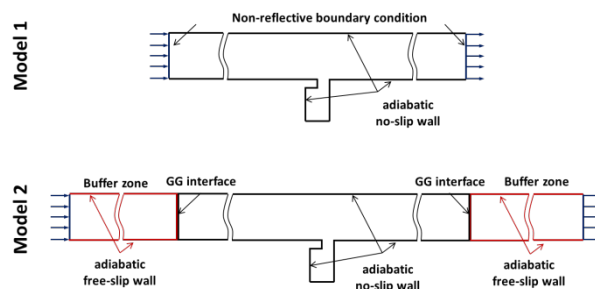 Model 1
Non-reflective boundary condition
adiabatic
no-slip wall
Model 2
Buffer zone
GG interface
GG interface
Buffer zone
adiabatic
free-slip wall
adiabatic
no-slip wall
adiabatic
free-slip wall